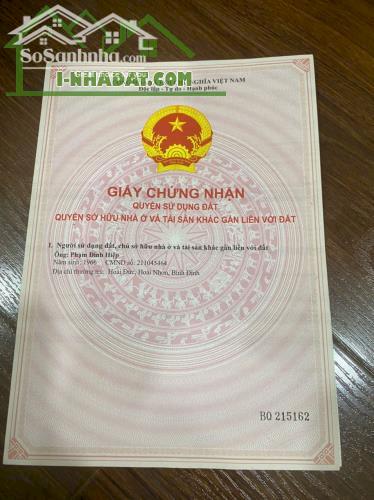 SoSanhnha.com
I-NHADAT.COM
NGHĨA VIỆT NAM
Độc lập - Tự do - Hạnh phúc
GIẤY CHỨNG NHẬN
QUYỀN SỬ DỤNG ĐẤT
QUYỀN SỞ HỮU NHÀ Ở VÀ TÀI SẢN KHÁC GẮN LIỀN VỚI ĐẤT
I. Người sử dụng đất, chủ sở hữu nhà ở và tài sản khác gắn liền với đất
Ông: Phạm Đình Hiệp
Năm sinh: 1966 CMND số: 211045464
Địa chỉ thường trú: Hoài Đức, Hoài Nhơn, Bình Định
BO 215162